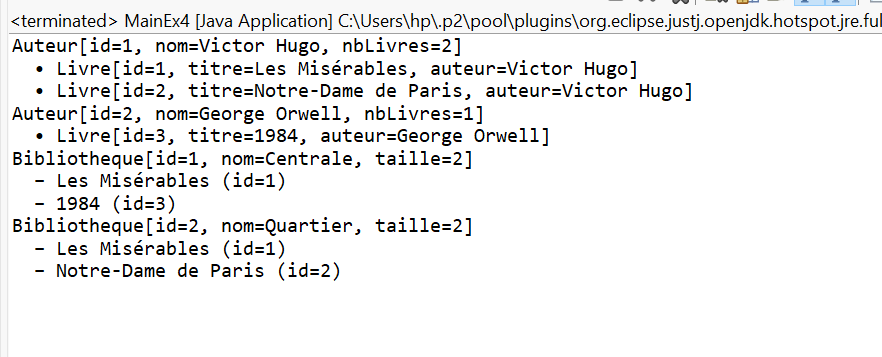 <terminated> MainEx4 [Java Application] C:\Users\hp\.p2\pool\plugins\org.eclipse.justj.openjdk.hotspot.jre.ful
Auteur[id=1, nom=Victor Hugo, nbLivres=2]
  • Livre[id=1, titre=Les Misérables, auteur=Victor Hugo]
  • Livre[id=2, titre=Notre-Dame de Paris, auteur=Victor Hugo]
Auteur[id=2, nom=George Orwell, nbLivres=1]
  • Livre[id=3, titre=1984, auteur=George Orwell]
Bibliotheque[id=1, nom=Centrale, taille=2]
  – Les Misérables (id=1)
  – 1984 (id=3)
Bibliotheque[id=2, nom=Quartier, taille=2]
  – Les Misérables (id=1)
  – Notre-Dame de Paris (id=2)